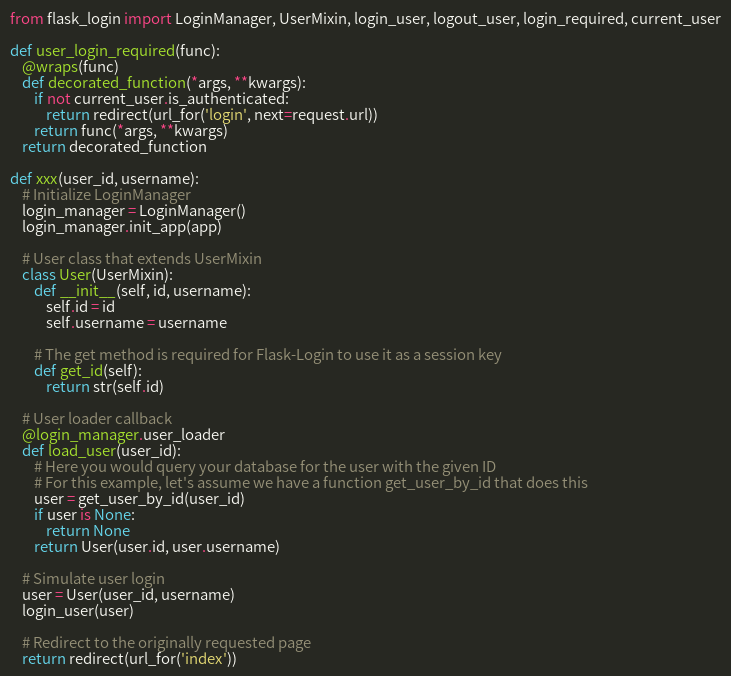 from flask_login import LoginManager, UserMixin, login_user, logout_user, login_required, current_user

def user_login_required(func):
    @wraps(func)
    def decorated_function(*args, **kwargs):
        if not current_user.is_authenticated:
            return redirect(url_for('login', next=request.url))
        return func(*args, **kwargs)
    return decorated_function

def xxx(user_id, username):
    # Initialize LoginManager
    login_manager = LoginManager()
    login_manager.init_app(app)

    # User class that extends UserMixin
    class User(UserMixin):
        def __init__(self, id, username):
            self.id = id
            self.username = username

        # The get method is required for Flask-Login to use it as a session key
        def get_id(self):
            return str(self.id)

    # User loader callback
    @login_manager.user_loader
    def load_user(user_id):
        # Here you would query your database for the user with the given ID
        # For this example, let's assume we have a function get_user_by_id that does this
        user = get_user_by_id(user_id)
        if user is None:
            return None
        return User(user.id, user.username)

    # Simulate user login
    user = User(user_id, username)
    login_user(user)

    # Redirect to the originally requested page
    return redirect(url_for('index'))